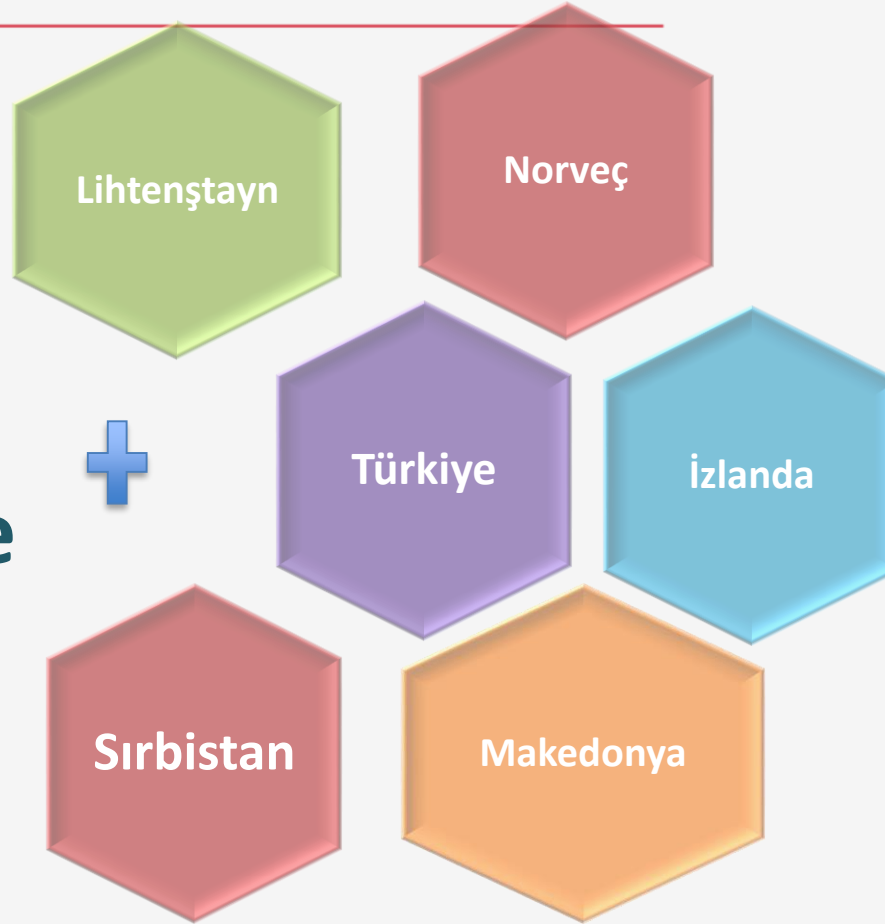 Lihtenştayn
Norveç
Türkiye
İzlanda
Sırbistan
Makedonya